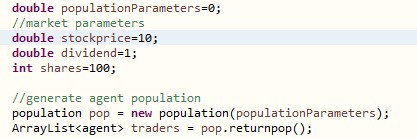 double populationParameters=0;
//market parameters
double stockprice=10;
double dividend=1;
int shares=100;
//generate agent population
population pop = new population(populationParameters);
ArrayList<agent> traders = pop.returnpop();